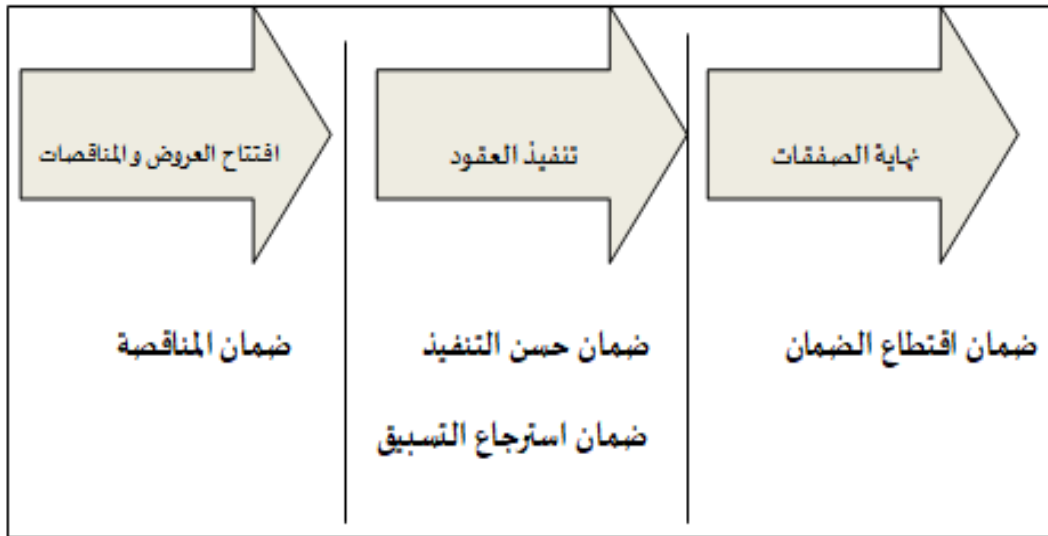 افتتاح العروض و المناقصات
تنفيذ العقود
نهاية الصفقات
ضمان المناقصة
ضمان حسن التنفيذ
ضمان اقتطاع الضمان
ضمان استرجاع التسبيق